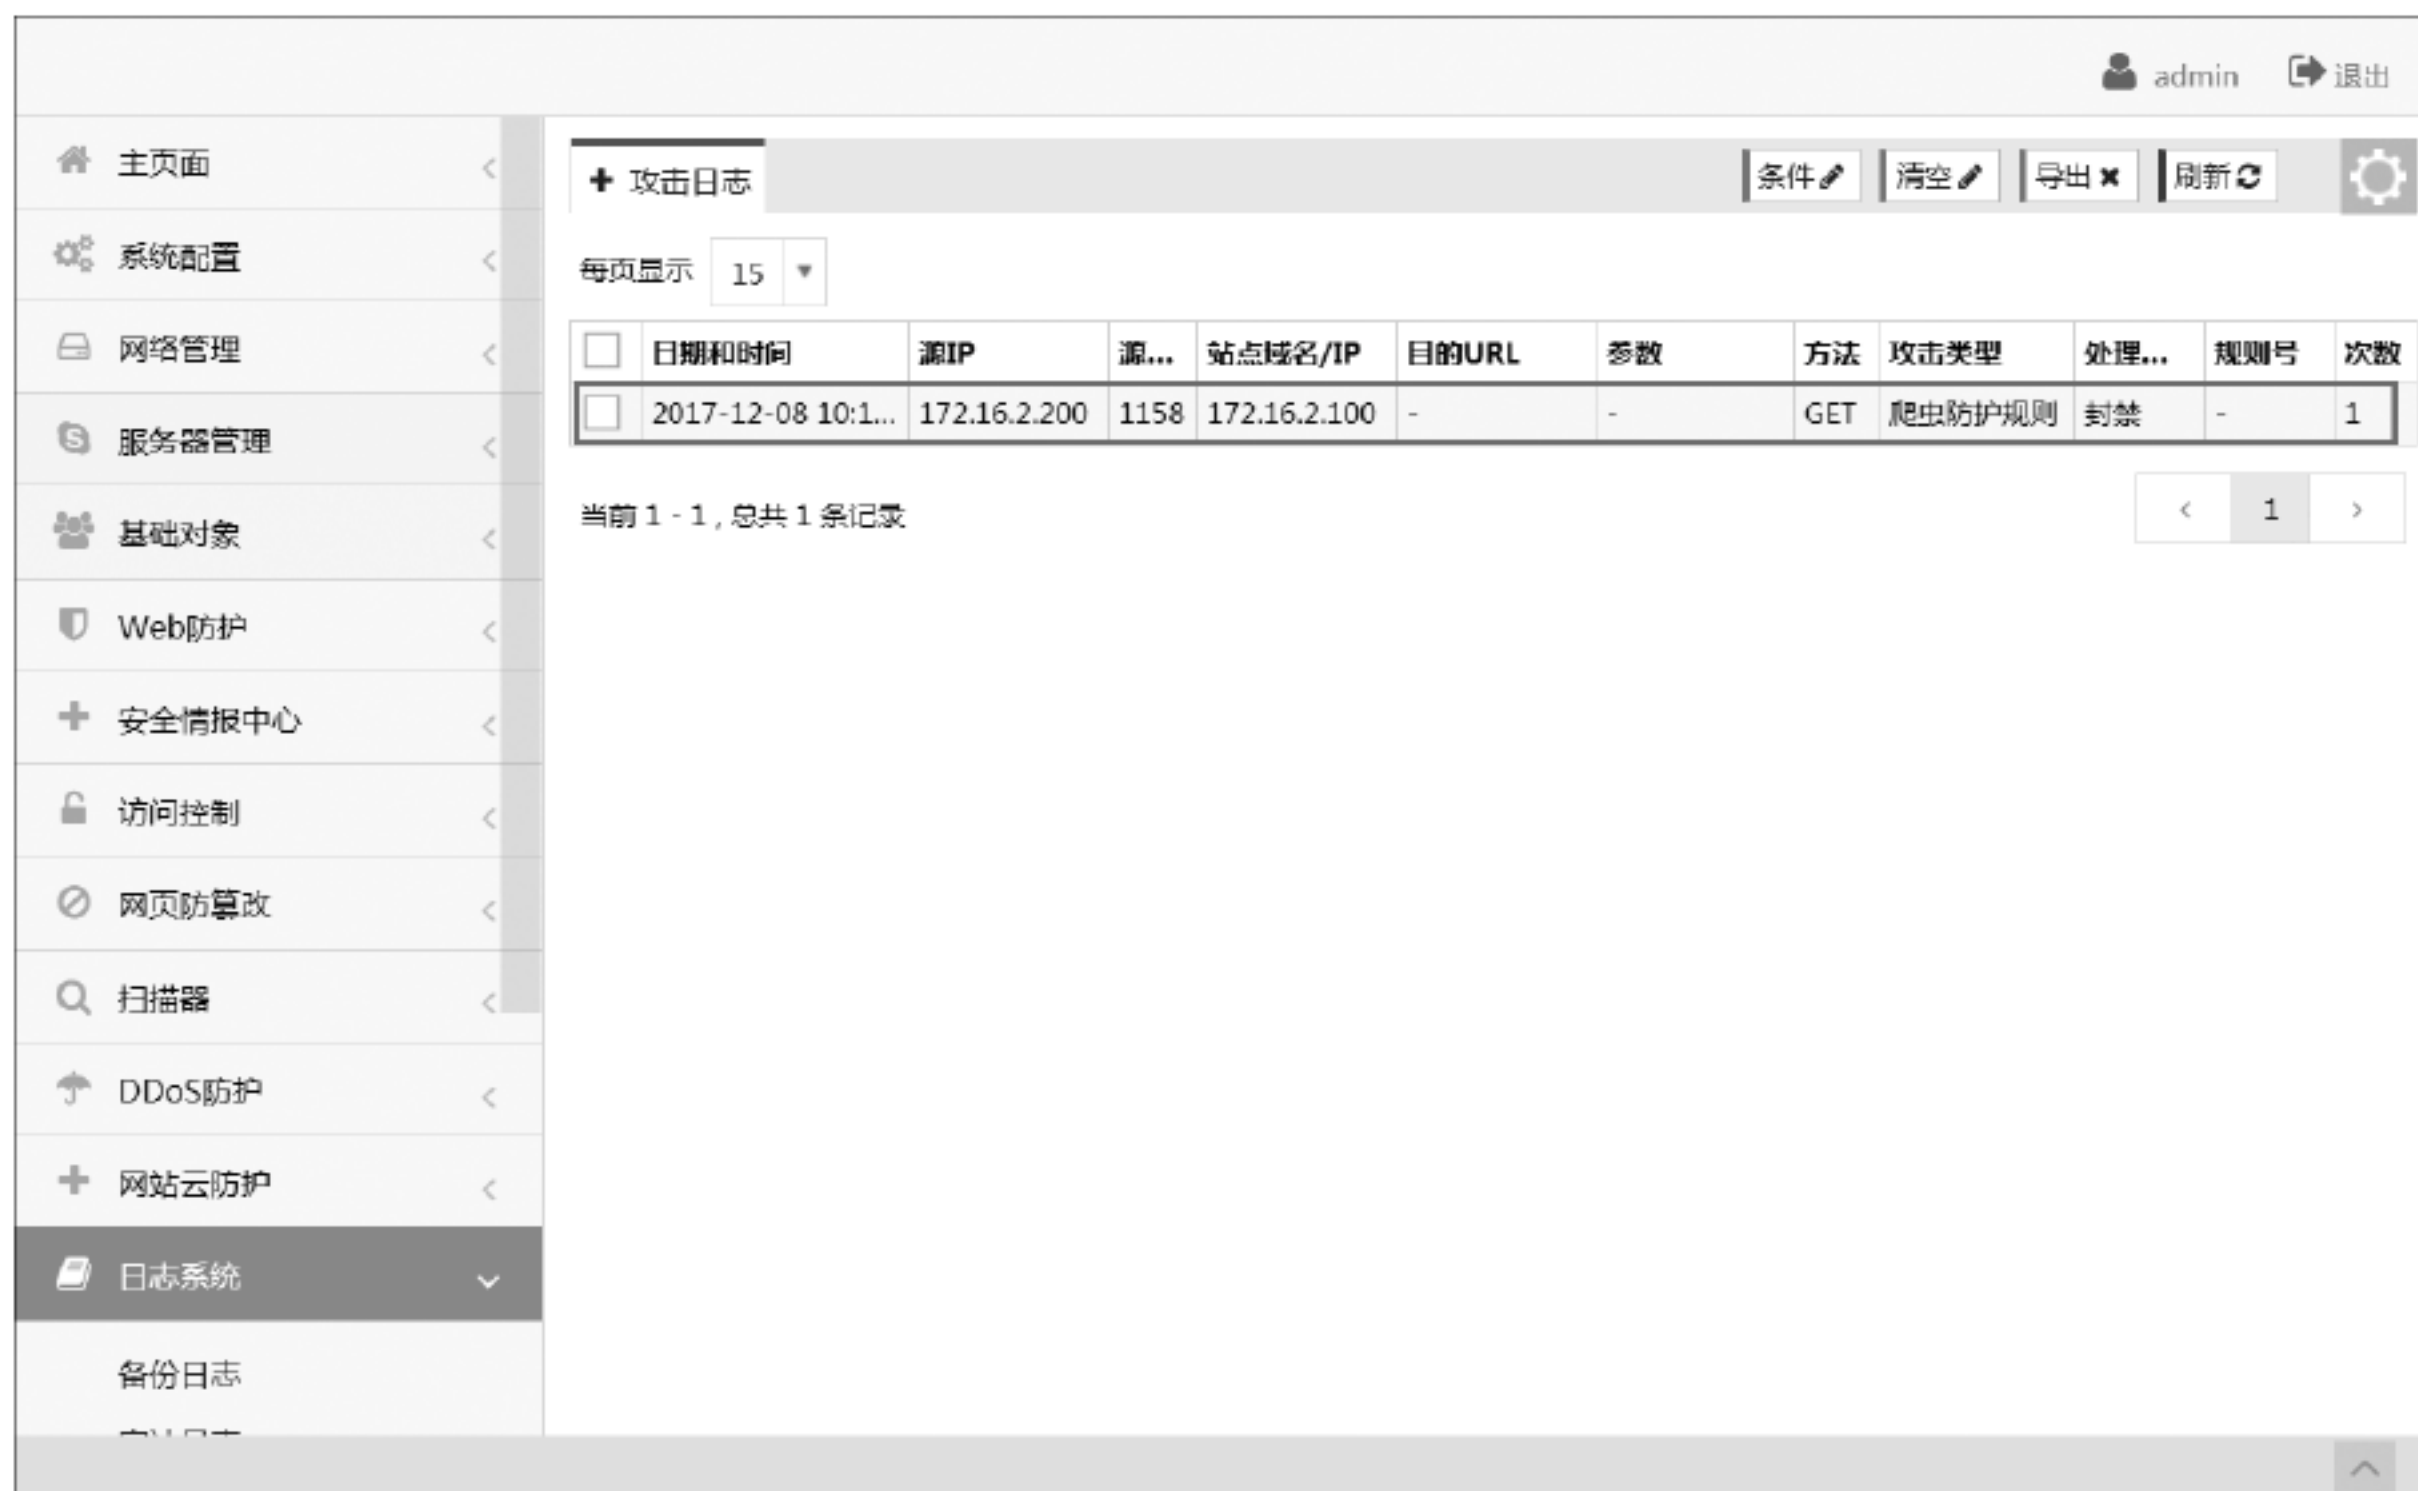 admin 退出
主页面
系统配置
网络管理
服务器管理
基础对象
Web防护
安全情报中心
访问控制
网页防篡改
扫描器
DDoS防护
网站云防护
日志系统
备份日志
攻击日志 条件 清空 导出 刷新
每页显示 15
日期和时间 源IP 源... 站点域名/IP 目的URL 参数 方法 攻击类型 处理... 规则号 次数
2017-12-08 10:1... 172.16.2.200 1158 172.16.2.100 - - GET 爬虫防护规则 封禁 - 1
当前 1 - 1 , 总共 1 条记录
< 1 >